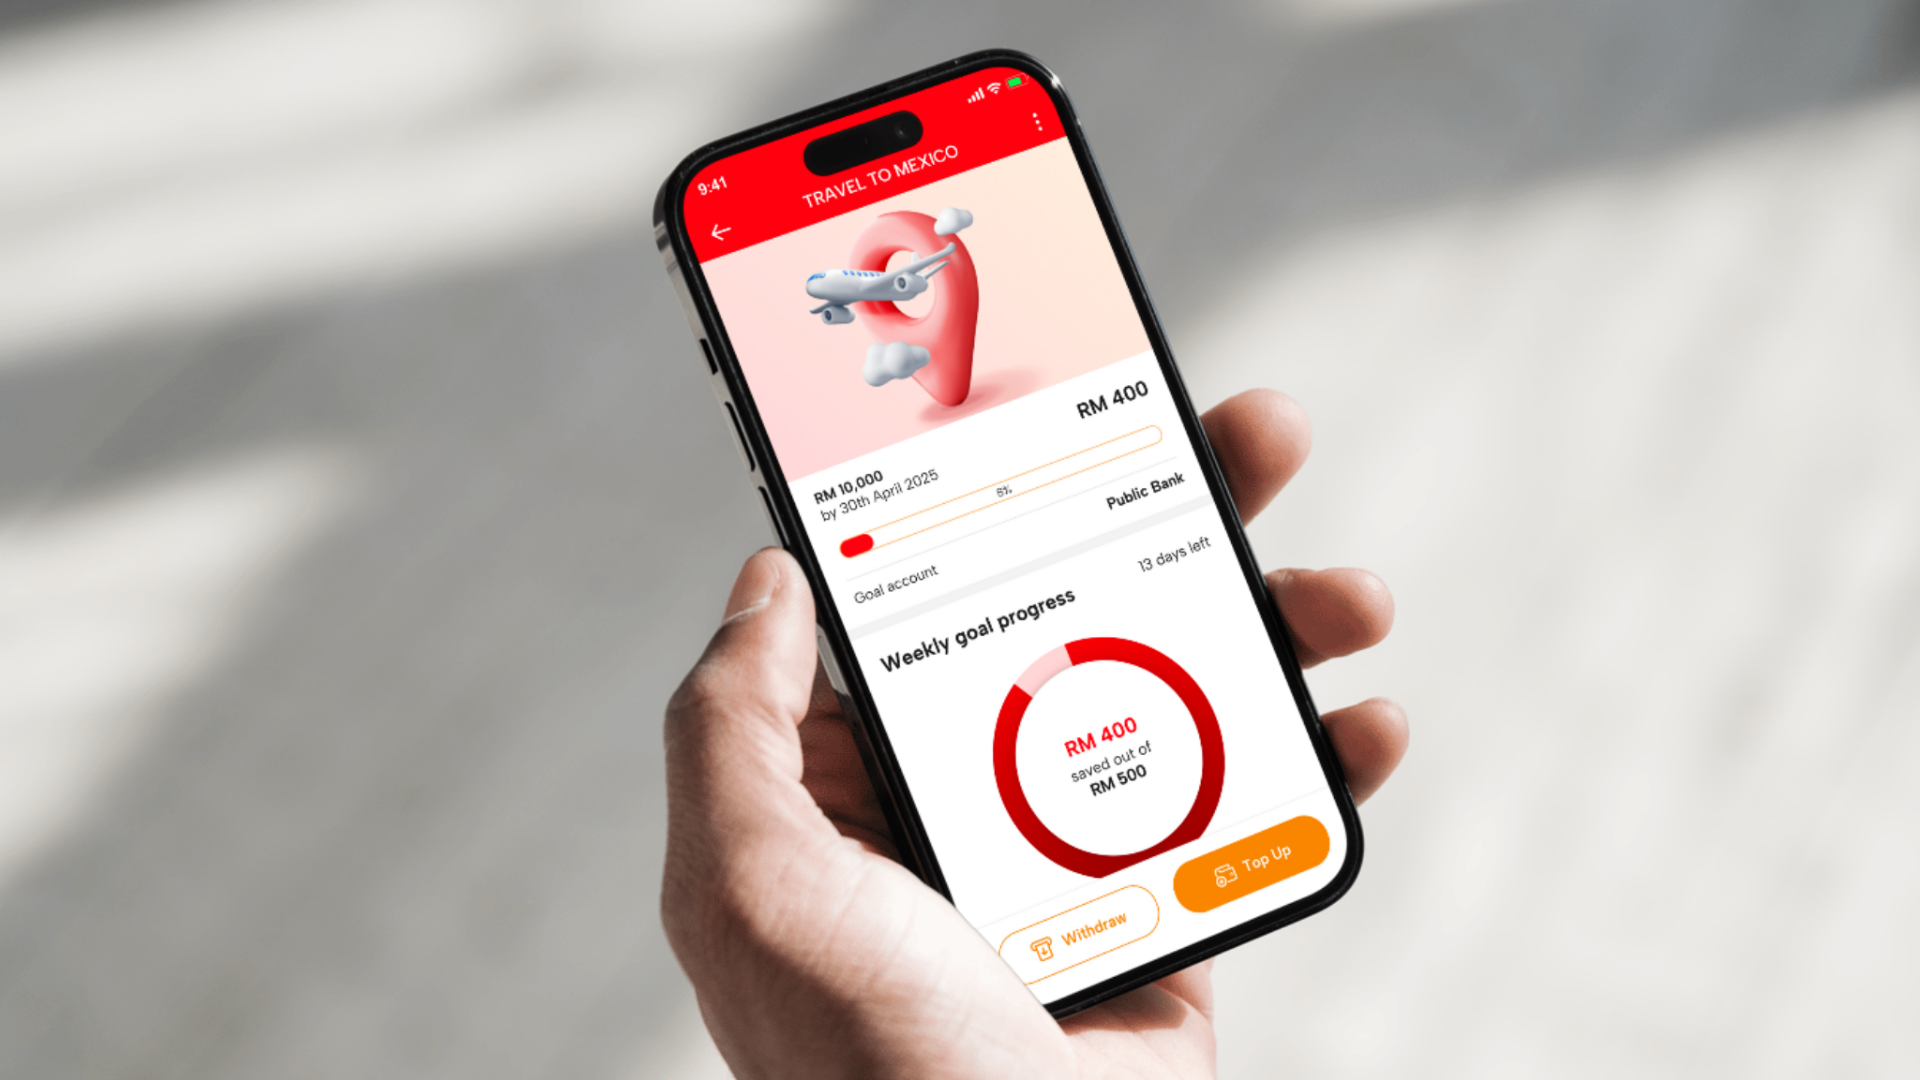 9:41
TRAVEL TO MEXICO
RM 400
RM 10,000
by 30th April 2025
Goal account
Public Bank
Weekly goal progress
13 days left
RM 400
saved out of
RM 500
Withdraw
Top Up